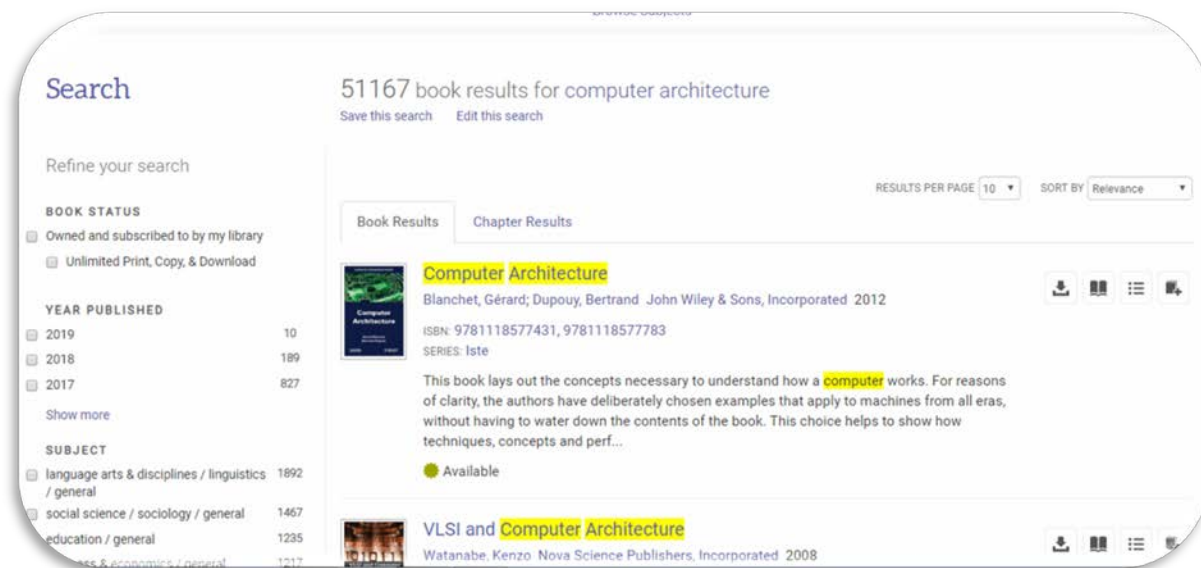 Browse Subjects
Search
51167 book results for computer architecture
Save this search Edit this search
Refine your search
RESULTS PER PAGE 10 SORT BY Relevance
BOOK STATUS
Owned and subscribed to by my library
Unlimited Print, Copy, & Download
YEAR PUBLISHED
2019 10
2018 189
2017 827
Show more
SUBJECT
language arts & disciplines / linguistics 1892
/ general
social science / sociology / general 1467
education / general 1235
& economics / general 1217
Book Results Chapter Results
Computer Architecture
Blanchet, Gérard; Dupouy, Bertrand John Wiley & Sons, Incorporated 2012
ISBN: 9781118577431, 9781118577783
SERIES: Iste
This book lays out the concepts necessary to understand how a computer works. For reasons
of clarity, the authors have deliberately chosen examples that apply to machines from all eras,
without having to water down the contents of the book. This choice helps to show how
techniques, concepts and perf...
Available
Computer
Architecture
VLSI and Computer Architecture
Watanabe, Kenzo Nova Science Publishers, Incorporated 2008